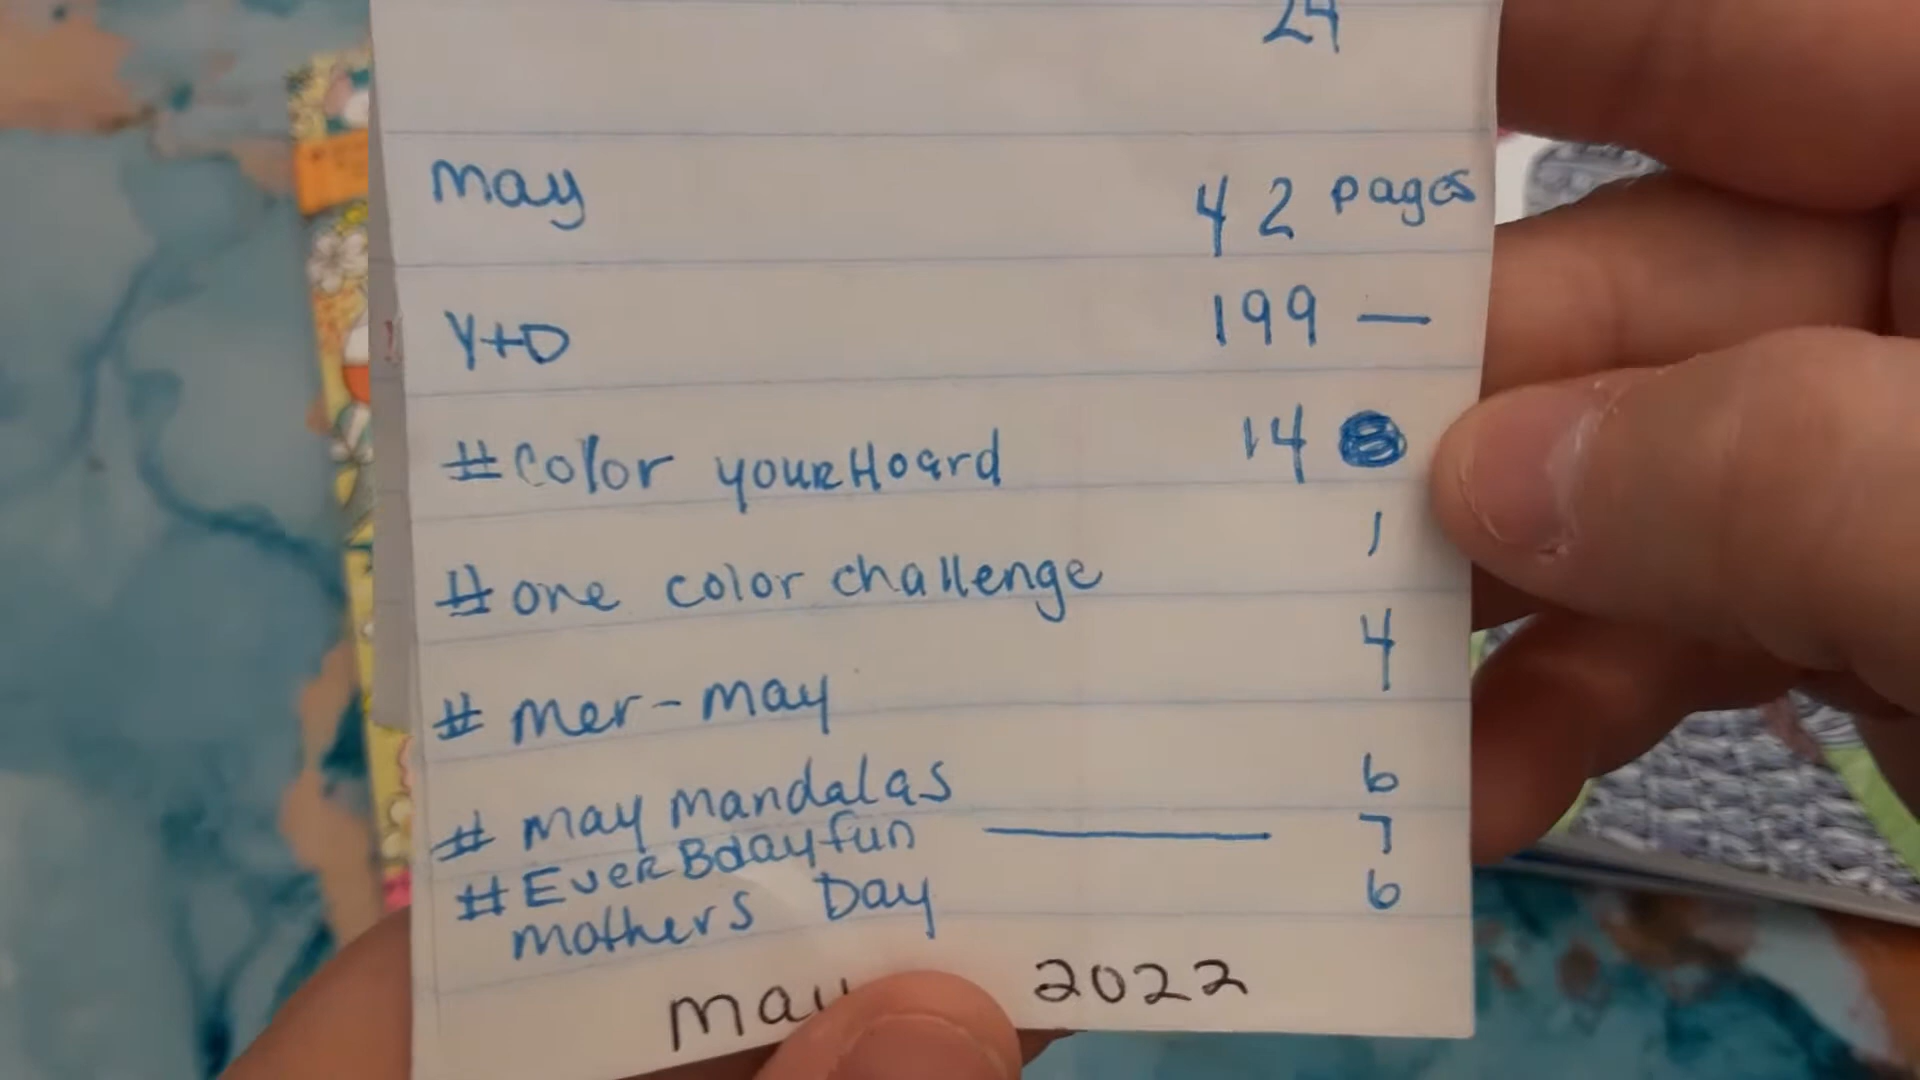 24
may 42 pages
Y+D 199 —
#Color youRHoard 14
#one color challenge 1
# mer-may 4
# may mandalas 6
#EveRBdayfun — 7
mothers Day 6
may 2022